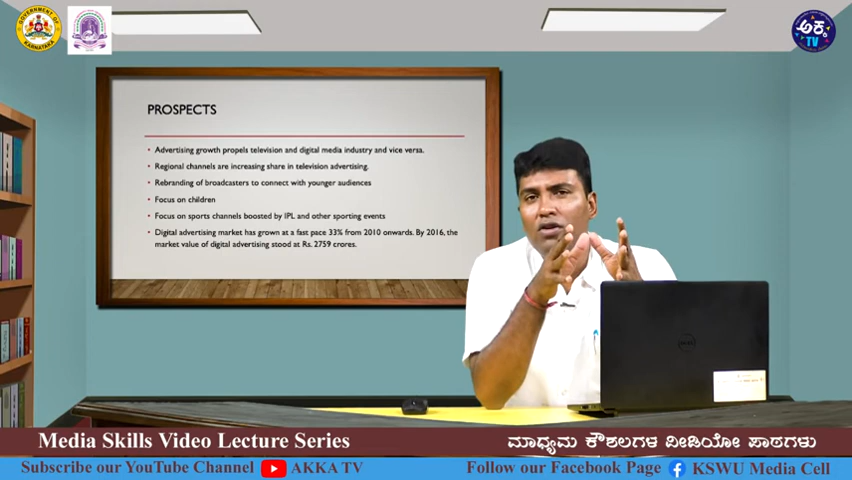 GOVERNMENT OF
KARNATAKA
ಅಕ್ಕ
TV
PROSPECTS
• Advertising growth propels television and digital media industry and vice versa.
• Regional channels are increasing share in television advertising.
• Rebranding of broadcasters to connect with younger audiences
• Focus on children
• Focus on sports channels boosted by IPL and other sporting events
• Digital advertising market has grown at a fast pace 33% from 2010 onwards. By 2016, the
market value of digital advertising stood at Rs. 2759 crores.
DELL
Media Skills Video Lecture Series ಮಾಧ್ಯಮ ಕೌಶಲಗಳ ವೀಡಿಯೋ ಪಾಠಗಳು
Subscribe our YouTube Channel AKKA TV Follow our Facebook Page KSWU Media Cell